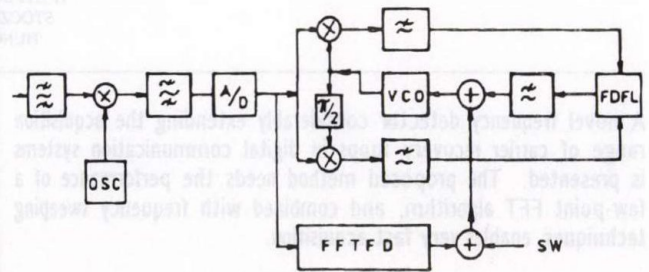 A/D
π/2
VCO
FDFL
OSC
A novel frequency detector considerably extending the acquisition
range of carrier recovery loops in digital communication systems
is presented. The proposed method needs the performance of a
few-point FFT algorithm, and combined with frequency sweeping
techniques enables very fast acquisition.
FFTFD
SW